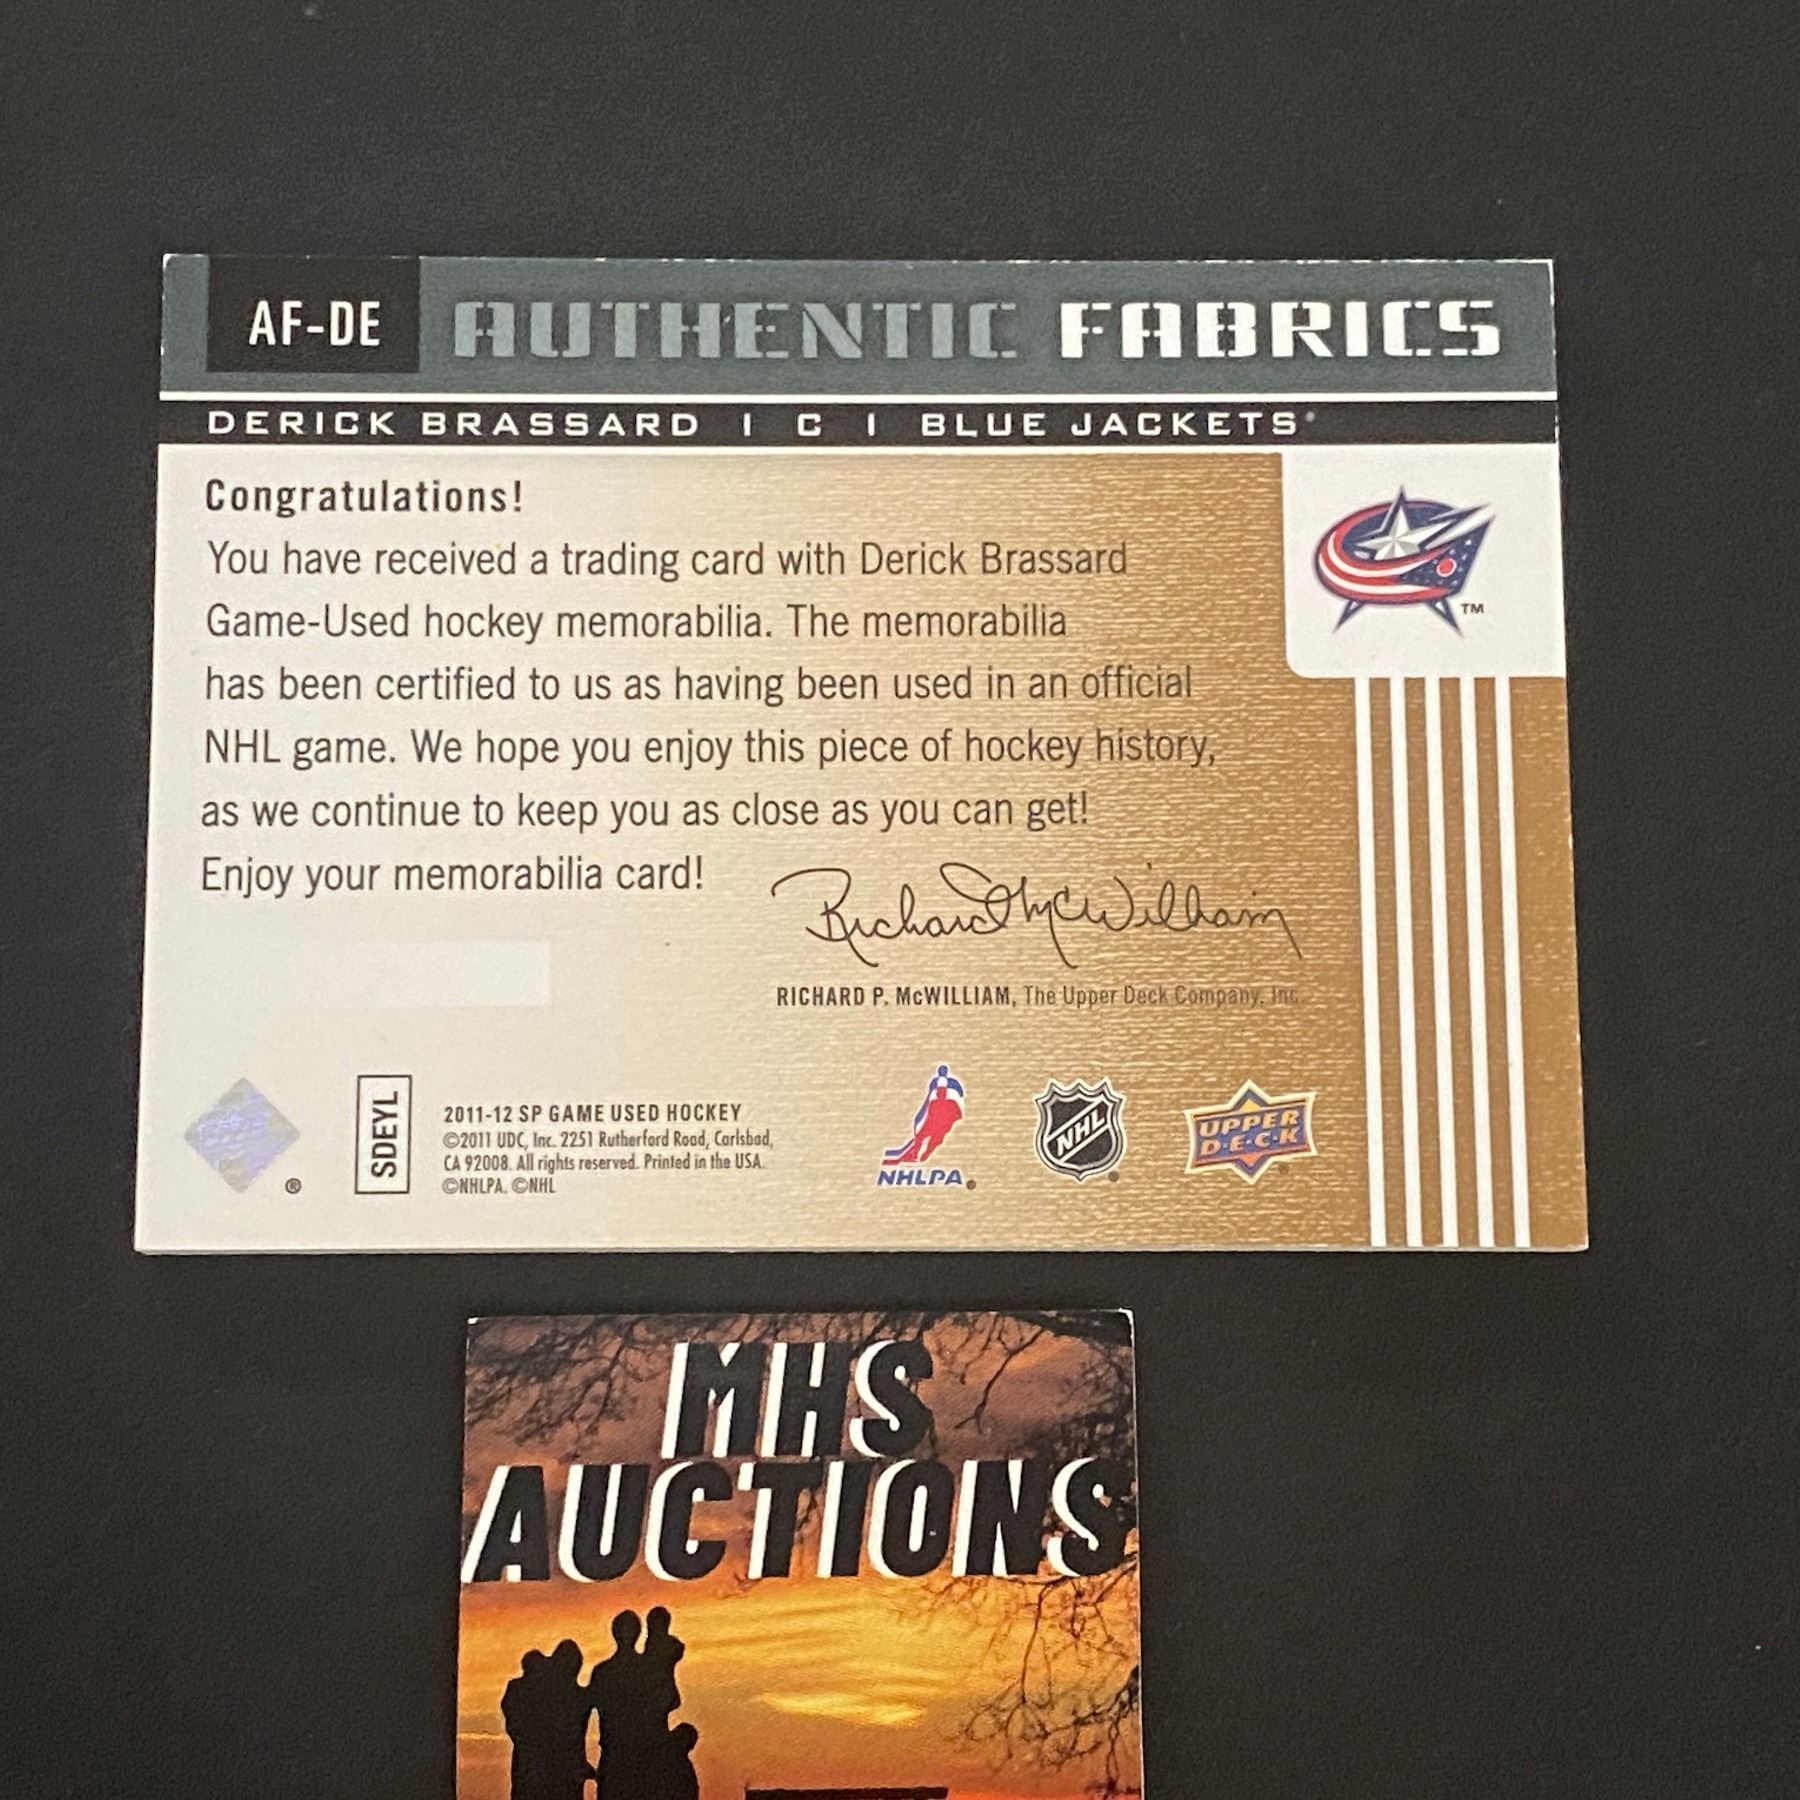 AF-DE
AUTHENTIC FABRICS
DERICK BRASSARD | C | BLUE JACKETS
Congratulations!
You have received a trading card with Derick Brassard
Game-Used hockey memorabilia. The memorabilia
has been certified to us as having been used in an official
NHL game. We hope you enjoy this piece of hockey history,
as we continue to keep you as close as you can get!
Enjoy your memorabilia card!
Richard McWilliam
RICHARD P. McWILLIAM, The Upper Deck Company, Inc.
TM
SDEYL
2011-12 SP GAME USED HOCKEY
©2011 UDC, Inc. 2251 Rutherford Road, Carlsbad,
CA 92008. All rights reserved. Printed in the USA.
©NHLPA. ©NHL
®
NHLPA
NHL
UPPER
D·E·C·K
MHS
AUCTIONS